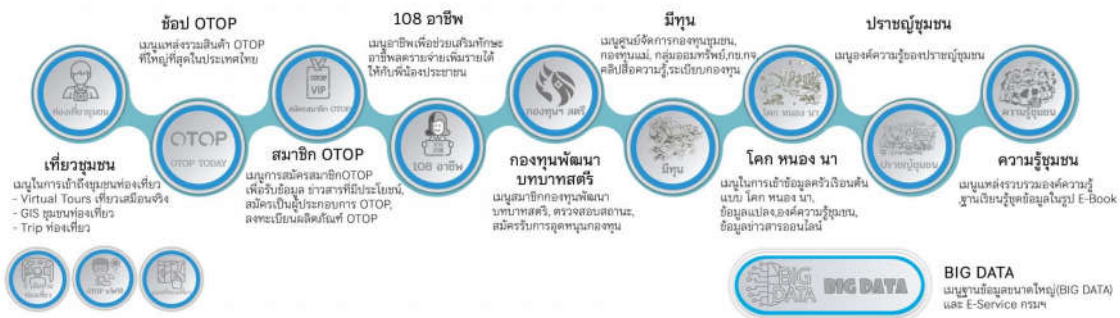 ช้อป OTOP
เมนูแหล่งรวมสินค้า OTOP
ที่ใหญ่ที่สุดในประเทศไทย
108 อาชีพ
เมนูอาชีพเพื่อช่วยเสริมทักษะ
อาชีพลดรายจ่ายเพิ่มรายได้
ให้กับพี่น้องประชาชน
มีทุน
เมนูศูนย์จัดการกองทุนชุมชน,
กองทุนแม่, กลุ่มออมทรัพย์,กข.กจ,
คลิปสื่อความรู้,ระเบียบกองทุน
ปราชญ์ชุมชน
เมนูองค์ความรู้ของปราชญ์ชุมชน
ท่องเที่ยวชุมชน
OTOP
OTOP TODAY
VIP
สมัครสมาชิก OTOP
108 อาชีพ
กองทุนฯ สตรี
มีทุน
โคก หนอง นา
ปราชญ์ชุมชน
ความรู้ชุมชน
เที่ยวชุมชน
เมนูในการเข้าถึงชุมชนท่องเที่ยว
- Virtual Tours เที่ยวเสมือนจริง
- GIS ชุมชนท่องเที่ยว
- Trip ท่องเที่ยว
สมาชิก OTOP
เมนูการสมัครสมาชิกOTOP
เพื่อรับข้อมูล ข่าวสารที่มีประโยชน์,
สมัครเป็นผู้ประกอบการ OTOP,
ลงทะเบียนผลิตภัณฑ์ OTOP
กองทุนพัฒนา
บทบาทสตรี
เมนูสมาชิกกองทุนพัฒนา
บทบาทสตรี, ตรวจสอบสถานะ,
สมัครรับการอุดหนุนกองทุน
โคก หนอง นา
เมนูในการเข้าข้อมูลครัวเรือนต้น
แบบ โคก หนอง นา,
ข้อมูลแปลง,องค์ความรู้ชุมชน,
ข้อมูลข่าวสารออนไลน์
ความรู้ชุมชน
เมนูแหล่งรวบรวมองค์ความรู้
,ฐานเรียนรู้ชุดข้อมูลในรูป E-Book
BIG
DATA
BIG DATA
BIG DATA
เมนูฐานข้อมูลขนาดใหญ่(BIG DATA)
และ E-Service กรมฯ